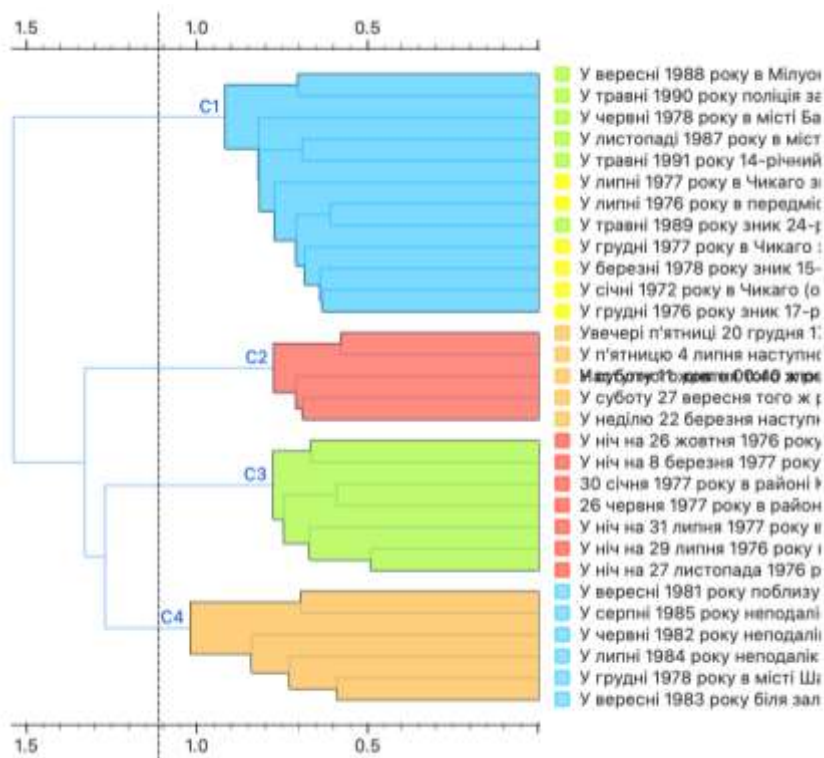 1.5 1.0 0.5
У вересні 1988 року в Мілуо
C1
У травні 1990 року поліція за
У червні 1978 року в місті Ба
У листопаді 1987 року в міст
У травні 1991 року 14-річний
У липні 1977 року в Чикаго з
У липні 1976 року в передміс
У травні 1989 року зник 24-р
У грудні 1977 року в Чикаго з
У березні 1978 року зник 15-
У січні 1972 року в Чикаго (о
У грудні 1976 року зник 17-р
Увечері п'ятниці 20 грудня 1
У п'ятницю 4 липня наступно
C2
У суботу 27 вересня того ж р
У неділю 22 березня наступн
У ніч на 26 жовтня 1976 року
У ніч на 8 березня 1977 року
C3
30 січня 1977 року в районі К
26 червня 1977 року в район
У ніч на 31 липня 1977 року в
У ніч на 29 липня 1976 року
У ніч на 27 листопада 1976 р
У вересні 1981 року поблизу
C4
У серпні 1985 року неподалі
У червні 1982 року неподалі
У липні 1984 року неподалік
У грудні 1978 року в місті Ша
У вересні 1983 року біля зал
1.5 1.0 0.5